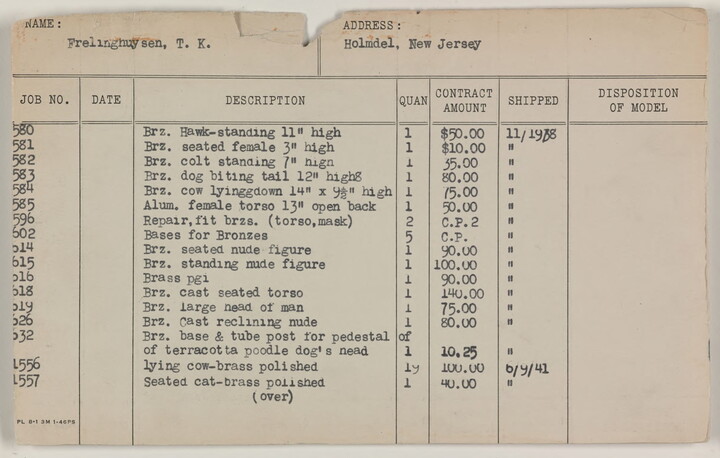 NAME:
Frelinghuysen, T. K.
ADDRESS:
Holmdel, New Jersey
JOB NO. DATE DESCRIPTION QUAN CONTRACT AMOUNT SHIPPED DISPOSITION OF MODEL
580 Brz. Hawk-standing 11" high 1 $50.00 11/1938
581 Brz. seated female 3" high 1 $10.00 "
582 Brz. colt standing 7" high 1 35.00 "
583 Brz. dog biting tail 12" high8 1 80.00 "
584 Brz. cow lyinggdown 14" x 9½" high 1 75.00 "
585 Alum. female torso 13" open back 1 50.00 "
596 Repair,fit brzs. (torso,mask) 2 C.P.2 "
602 Bases for Bronzes 5 C.P. "
614 Brz. seated nude figure 1 90.00 "
615 Brz. standing nude figure 1 100.00 "
616 Brass pgi 1 90.00 "
618 Brz. cast seated torso 1 140.00 "
619 Brz. large head of man 1 75.00 "
626 Brz. Cast reclining nude 1 80.00 "
632 Brz. base & tube post for pedestal of
of terracotta poodle dog's head 1 10.25 "
1556 lying cow-brass polished 100.00 6/9/41
1557 Seated cat-brass polished 1 40.00 "
(over)
PL 8-1 3M 1-46PS